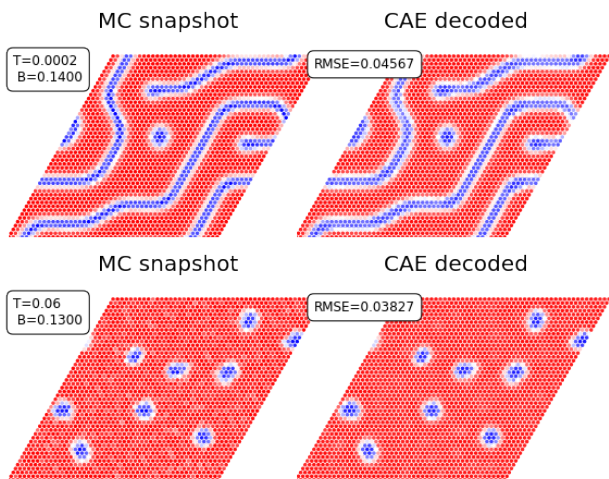 MC snapshot
CAE decoded
T=0.0002
B=0.1400
RMSE=0.04567
MC snapshot
CAE decoded
T=0.06
B=0.1300
RMSE=0.03827